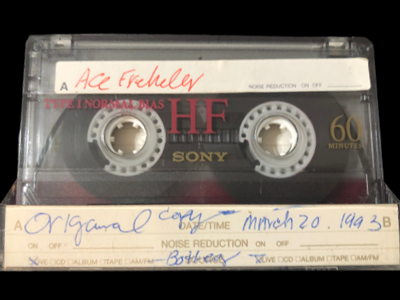 A Ace Frehley NOISE REDUCTION ON OFF
TYPE I NORMAL BIAS
HF
SONY
60
MINUTES
A Origanal copy DATE/TIME March 20. 1993 B
ON OFF NOISE REDUCTION ON OFF
LIVE CD ALBUM TAPE AM/FM SOURCE LIVE CD ALBUM TAPE AM/FM